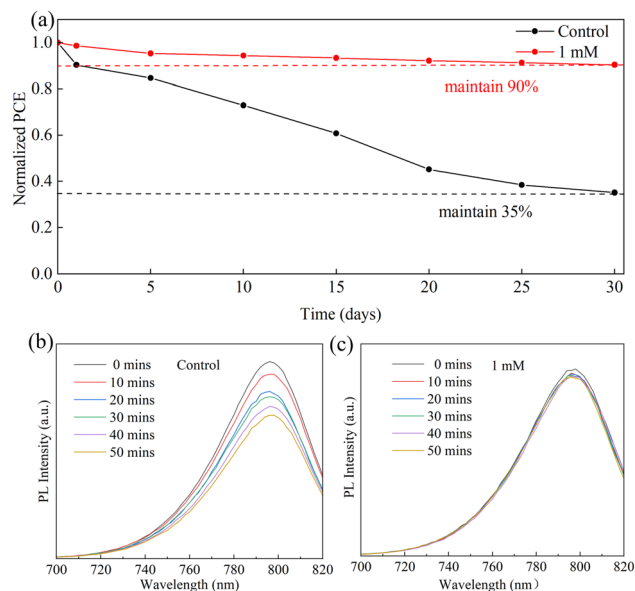 (a)
Control
1 mM
1.0
0.8
0.6
0.4
0.2
0.0
Normalized PCE
maintain 90%
maintain 35%
0 5 10 15 20 25 30
Time (days)
(b)
0 mins
10 mins
20 mins
30 mins
40 mins
50 mins
Control
PL Intensity (a.u.)
700 720 740 760 780 800 820
Wavelength (nm)
(c)
0 mins
10 mins
20 mins
30 mins
40 mins
50 mins
1 mM
PL Intensity (a.u.)
700 720 740 760 780 800 820
Wavelength (nm）